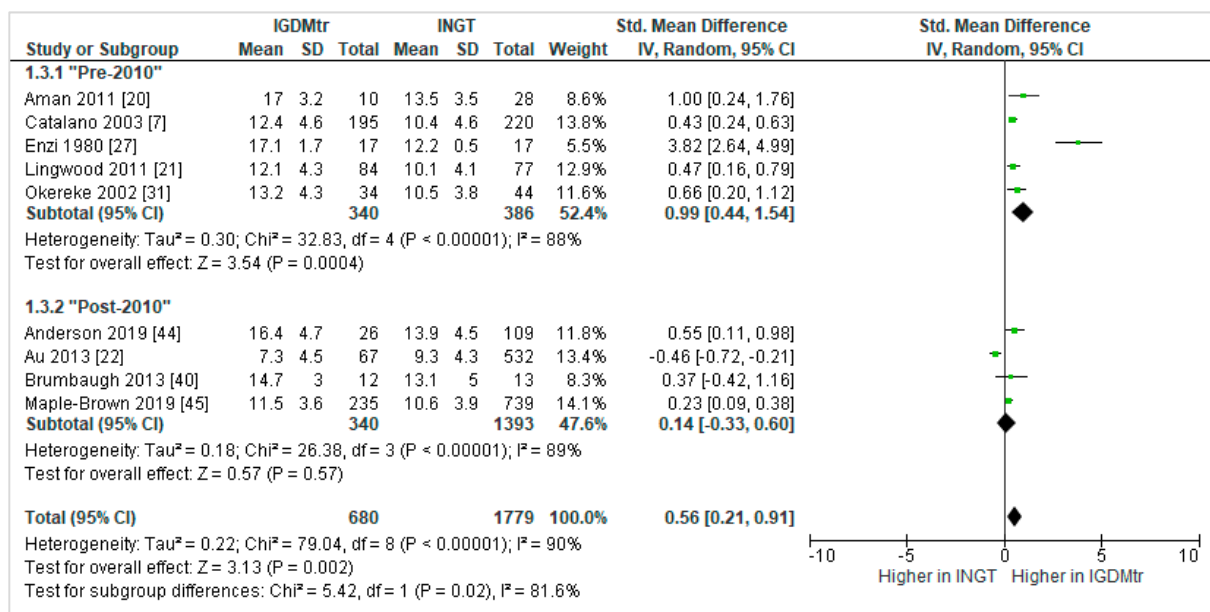 IGDMtr INGT Std. Mean Difference Std. Mean Difference
Study or Subgroup Mean SD Total Mean SD Total Weight IV, Random, 95% CI IV, Random, 95% CI
1.3.1 "Pre-2010"
Aman 2011 [20] 17 3.2 10 13.5 3.5 28 8.6% 1.00 [0.24, 1.76]
Catalano 2003 [7] 12.4 4.6 195 10.4 4.6 220 13.8% 0.43 [0.24, 0.63]
Enzi 1980 [27] 17.1 1.7 17 12.2 0.5 17 5.5% 3.82 [2.64, 4.99]
Lingwood 2011 [21] 12.1 4.3 84 10.1 4.1 77 12.9% 0.47 [0.16, 0.79]
Okereke 2002 [31] 13.2 4.3 34 10.5 3.8 44 11.6% 0.66 [0.20, 1.12]
Subtotal (95% CI) 340 386 52.4% 0.99 [0.44, 1.54]
Heterogeneity: Tau² = 0.30; Chi² = 32.83, df = 4 (P < 0.00001); I² = 88%
Test for overall effect: Z = 3.54 (P = 0.0004)
1.3.2 "Post-2010"
Anderson 2019 [44] 16.4 4.7 26 13.9 4.5 109 11.8% 0.55 [0.11, 0.98]
Au 2013 [22] 7.3 4.5 67 9.3 4.3 532 13.4% -0.46 [-0.72, -0.21]
Brumbaugh 2013 [40] 14.7 3 12 13.1 5 13 8.3% 0.37 [-0.42, 1.16]
Maple-Brown 2019 [45] 11.5 3.6 235 10.6 3.9 739 14.1% 0.23 [0.09, 0.38]
Subtotal (95% CI) 340 1393 47.6% 0.14 [-0.33, 0.60]
Heterogeneity: Tau² = 0.18; Chi² = 26.38, df = 3 (P < 0.00001); I² = 89%
Test for overall effect: Z = 0.57 (P = 0.57)
Total (95% CI) 680 1779 100.0% 0.56 [0.21, 0.91]
Heterogeneity: Tau² = 0.22; Chi² = 79.04, df = 8 (P < 0.00001); I² = 90%
Test for overall effect: Z = 3.13 (P = 0.002)
Test for subgroup differences: Chi² = 5.42, df = 1 (P = 0.02), I² = 81.6%
-10 -5 0 5 10
Higher in INGT Higher in IGDMtr